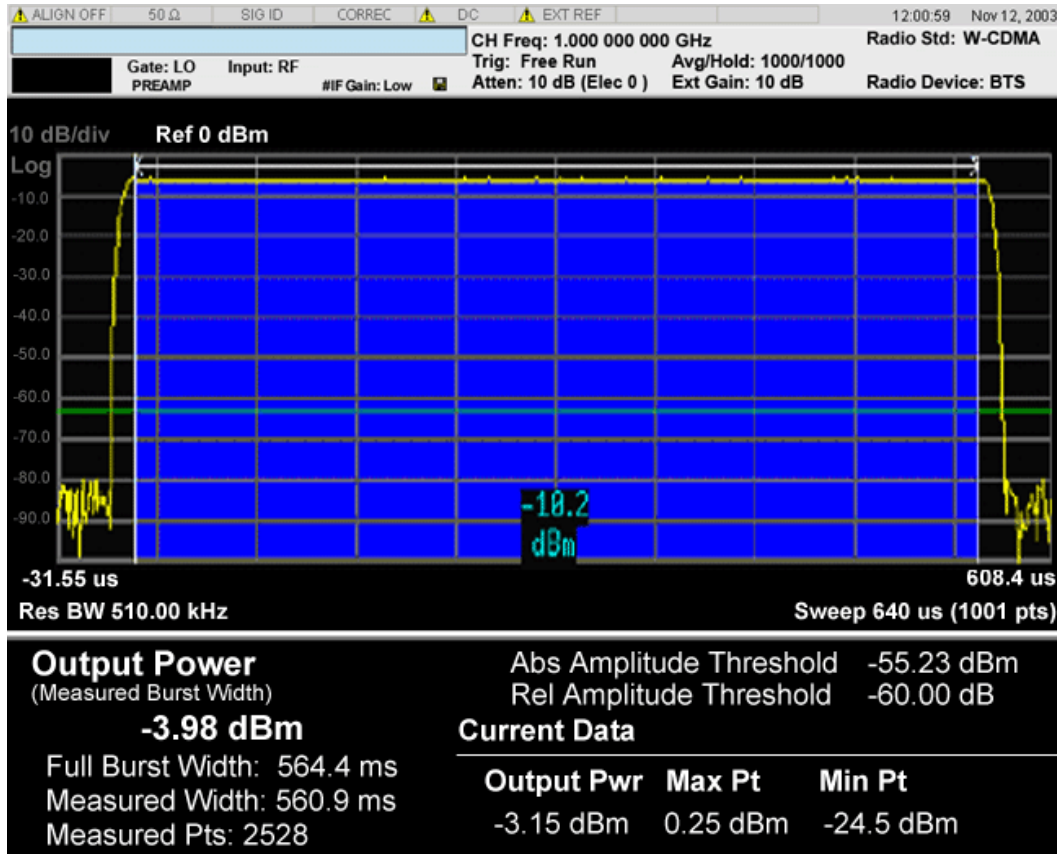 ALIGN OFF 50 Ω SIG ID CORREC DC EXT REF 12:00:59 Nov 12, 2003
CH Freq: 1.000 000 000 GHz Radio Std: W-CDMA
Gate: LO Input: RF Trig: Free Run Avg/Hold: 1000/1000
PREAMP #IF Gain: Low Atten: 10 dB (Elec 0 ) Ext Gain: 10 dB Radio Device: BTS
10 dB/div Ref 0 dBm
Log
-10.0
-20.0
-30.0
-40.0
-50.0
-60.0
-70.0
-80.0
-90.0
-10.2
dBm
-31.55 us 608.4 us
Res BW 510.00 kHz Sweep 640 us (1001 pts)
Output Power Abs Amplitude Threshold -55.23 dBm
(Measured Burst Width) Rel Amplitude Threshold -60.00 dB
-3.98 dBm Current Data
Full Burst Width: 564.4 ms
Output Pwr Max Pt Min Pt
Measured Width: 560.9 ms
-3.15 dBm 0.25 dBm -24.5 dBm
Measured Pts: 2528